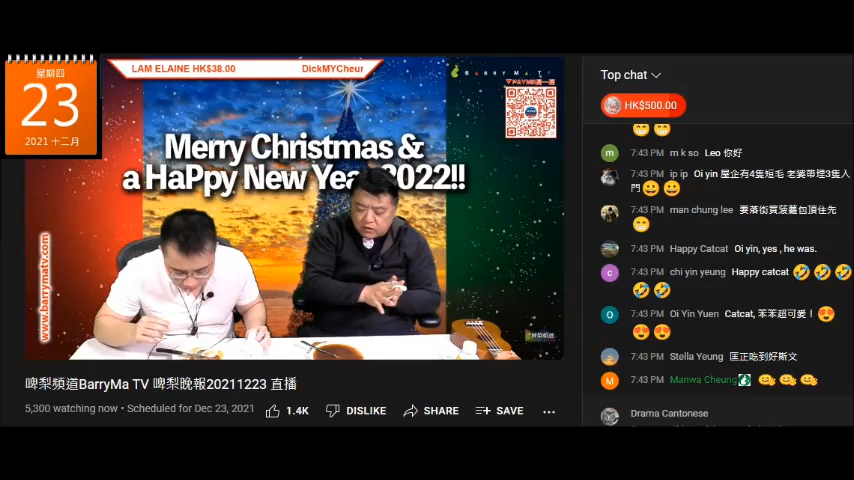 星期四
23
2021 十二月
LAM ELAINE HK$38.00
DickMYCheun
BARRYMATV
Merry Christmas &
a HaPpy New Year 2022!!
www.barrymatv.com
啤梨頻道BarryMa TV 啤梨晚報20211223 直播
5,300 watching now • Scheduled for Dec 23, 2021
1.4K
DISLIKE
SHARE
SAVE
Top chat
HK$500.00
7:43 PM m k so Leo 你好
7:43 PM ip ip Oi yin 屋企有4隻短毛 老婆帶埋3隻入
門
7:43 PM man chung lee 要落街買菠蘿包頂住先
7:43 PM Happy Catcat Oi yin, yes , he was.
7:43 PM chi yin yeung Happy catcat
7:43 PM Oi Yin Yuen Catcat, 笨笨超可愛！
7:43 PM Stella Yeung 匡正吃到好斯文
7:43 PM Manwa Cheung
Drama Cantonese